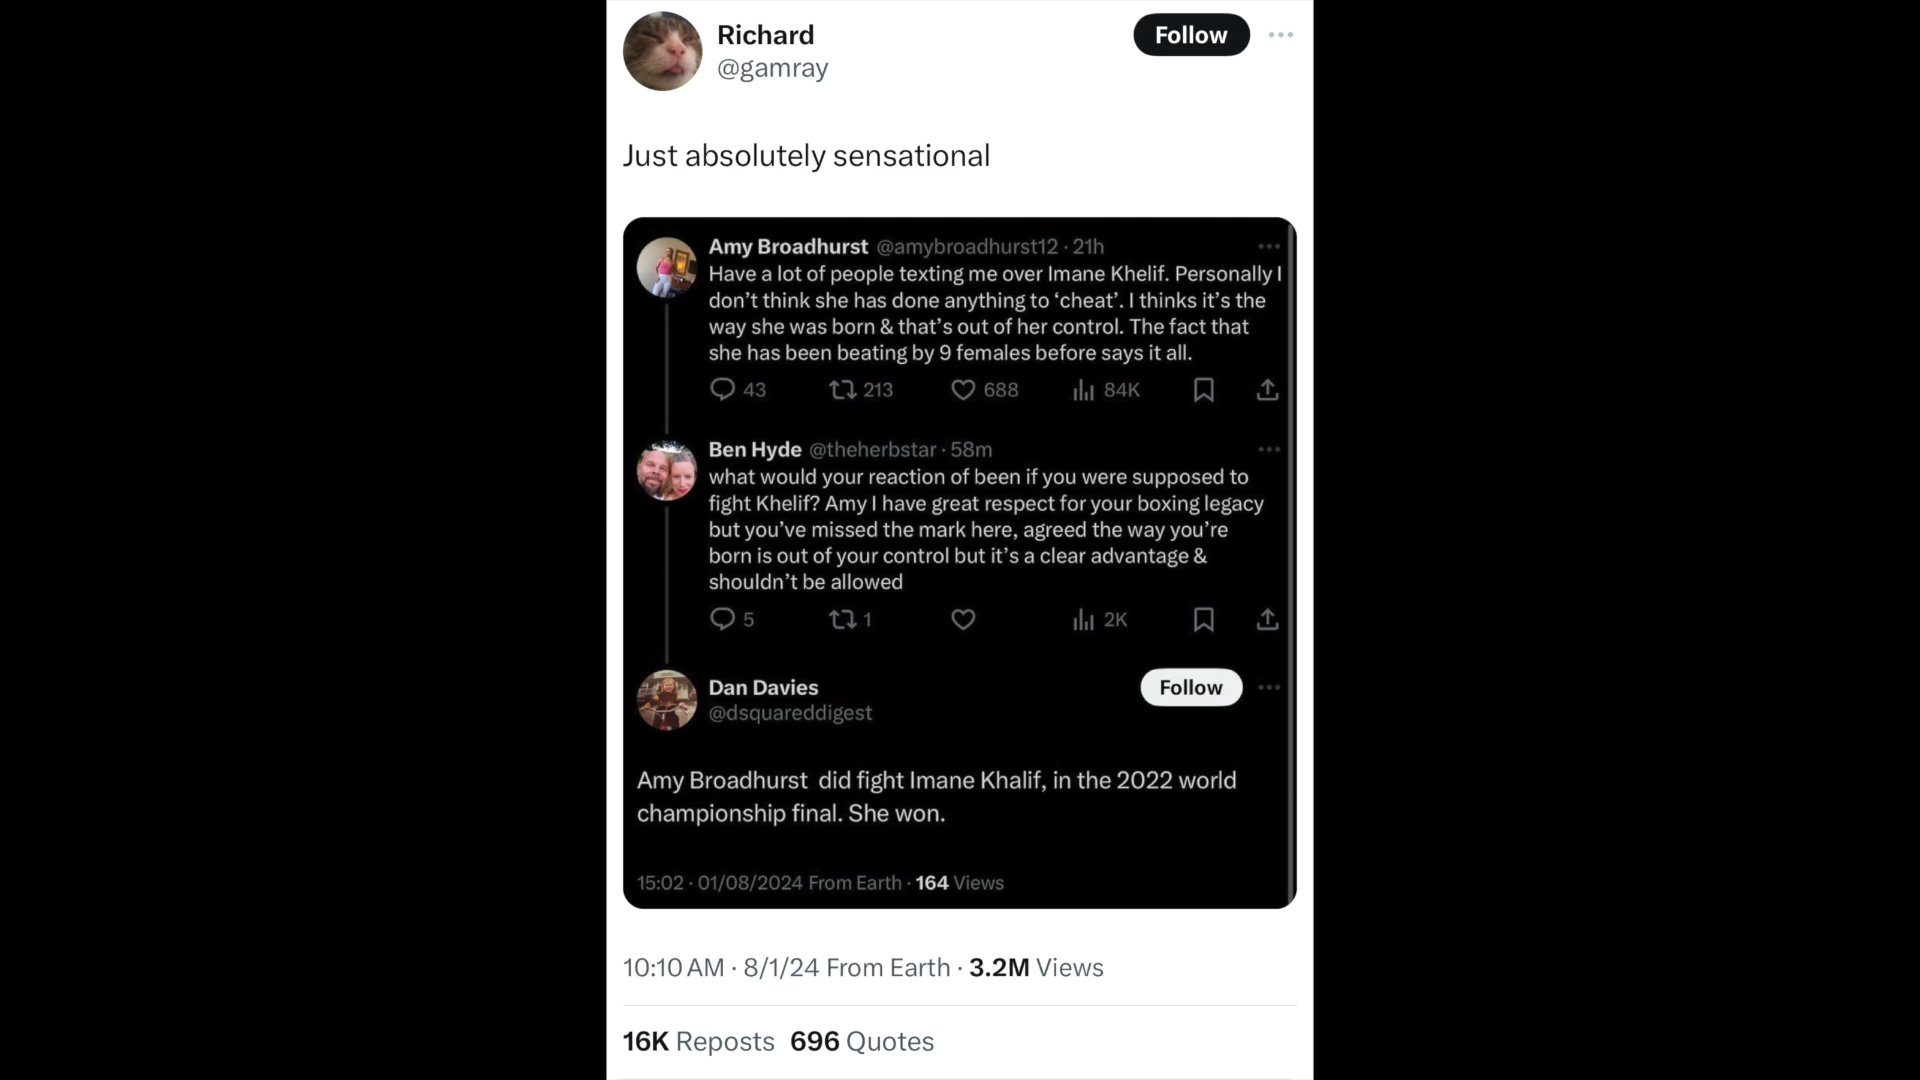 Richard
@gamray
Follow
Just absolutely sensational
Amy Broadhurst @amybroadhurst12 · 21h
Have a lot of people texting me over Imane Khelif. Personally I
don’t think she has done anything to ‘cheat’. I thinks it’s the
way she was born & that’s out of her control. The fact that
she has been beating by 9 females before says it all.
43 213 688 84K
Ben Hyde @theherbstar · 58m
what would your reaction of been if you were supposed to
fight Khelif? Amy I have great respect for your boxing legacy
but you’ve missed the mark here, agreed the way you’re
born is out of your control but it’s a clear advantage &
shouldn’t be allowed
5 1 2K
Dan Davies
@dsquareddigest
Follow
Amy Broadhurst did fight Imane Khalif, in the 2022 world
championship final. She won.
15:02 · 01/08/2024 From Earth · 164 Views
10:10 AM · 8/1/24 From Earth · 3.2M Views
16K Reposts 696 Quotes